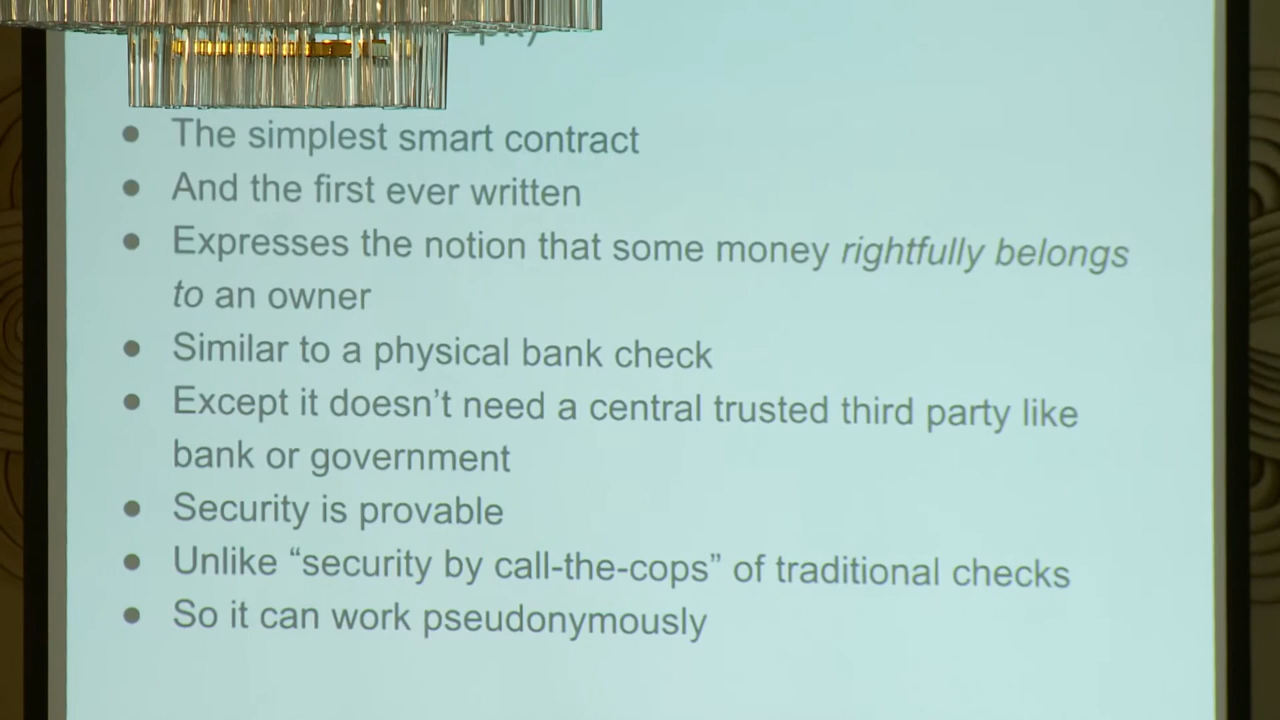 ● The simplest smart contract
● And the first ever written
● Expresses the notion that some money rightfully belongs
to an owner
● Similar to a physical bank check
● Except it doesn’t need a central trusted third party like
bank or government
● Security is provable
● Unlike “security by call-the-cops” of traditional checks
● So it can work pseudonymously